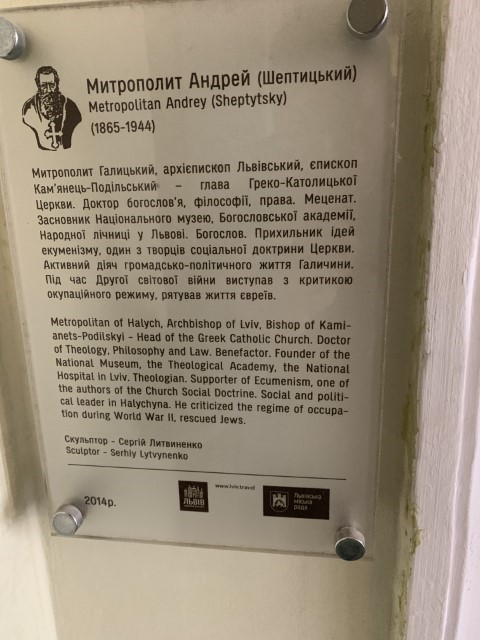 Митрополит Андрей (Шептицький)
Metropolitan Andrey (Sheptytsky)
(1865-1944)
Митрополит Галицький, архієпископ Львівський, єпископ
Кам'янець-Подільський – глава Греко-Католицької
Церкви. Доктор богослов'я, філософії, права. Меценат.
Засновник Національного музею, Богословської академії,
Народної лічниці у Львові. Богослов. Прихильник ідей
екуменізму, один з творців соціальної доктрини Церкви.
Активний діяч громадсько-політичного життя Галичини.
Під час Другої світової війни виступав з критикою
окупаційного режиму, рятував життя євреїв.
Metropolitan of Halych, Archbishop of Lviv, Bishop of Kami-
anets-Podilskyi – Head of the Greek Catholic Church. Doctor
of Theology, Philosophy and Law. Benefactor. Founder of the
National Museum, the Theological Academy, the National
Hospital in Lviv. Theologian. Supporter of Ecumenism, one of
the authors of the Church Social Doctrine. Social and politi-
cal leader in Halychyna. He criticized the regime of occupa-
tion during World War II, rescued Jews.
Скульптор - Сергій Литвиненко
Sculptor - Serhiy Lytvynenko
2014р.
ЛЬВІВ
www.lviv.travel
Львівська
міська
рада